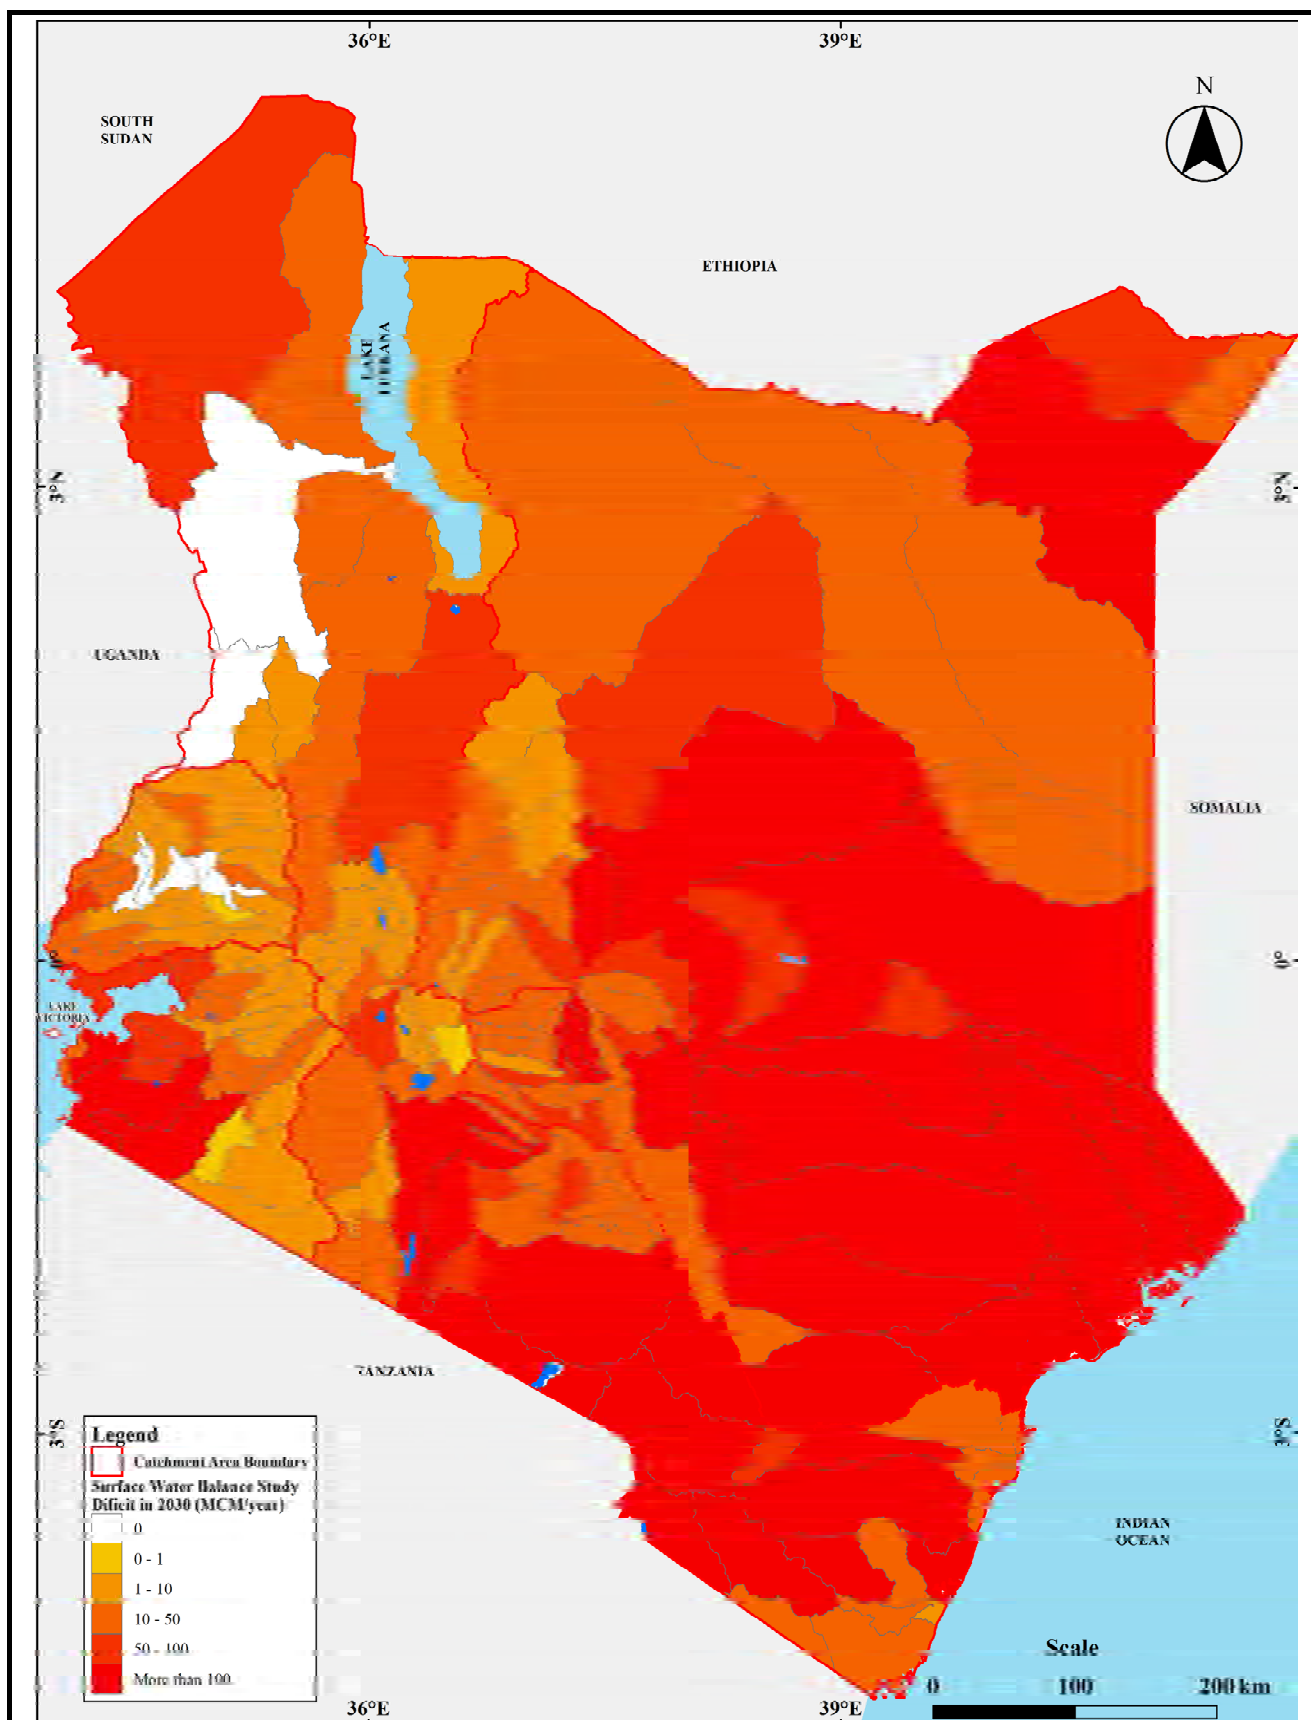 36°E
39°E
N
SOUTH
SUDAN
ETHIOPIA
LAKE
TURKANA
3°N
3°N
UGANDA
SOMALIA
0°
0°
LAKE
VICTORIA
TANZANIA
3°S
3°S
INDIAN
OCEAN
Legend
Catchment Area Boundary
Surface Water Balance Study
Dificit in 2030 (MCM/year)
0
0 - 1
1 - 10
10 - 50
50 - 100
More than 100
Scale
0
100
200 km
36°E
39°E